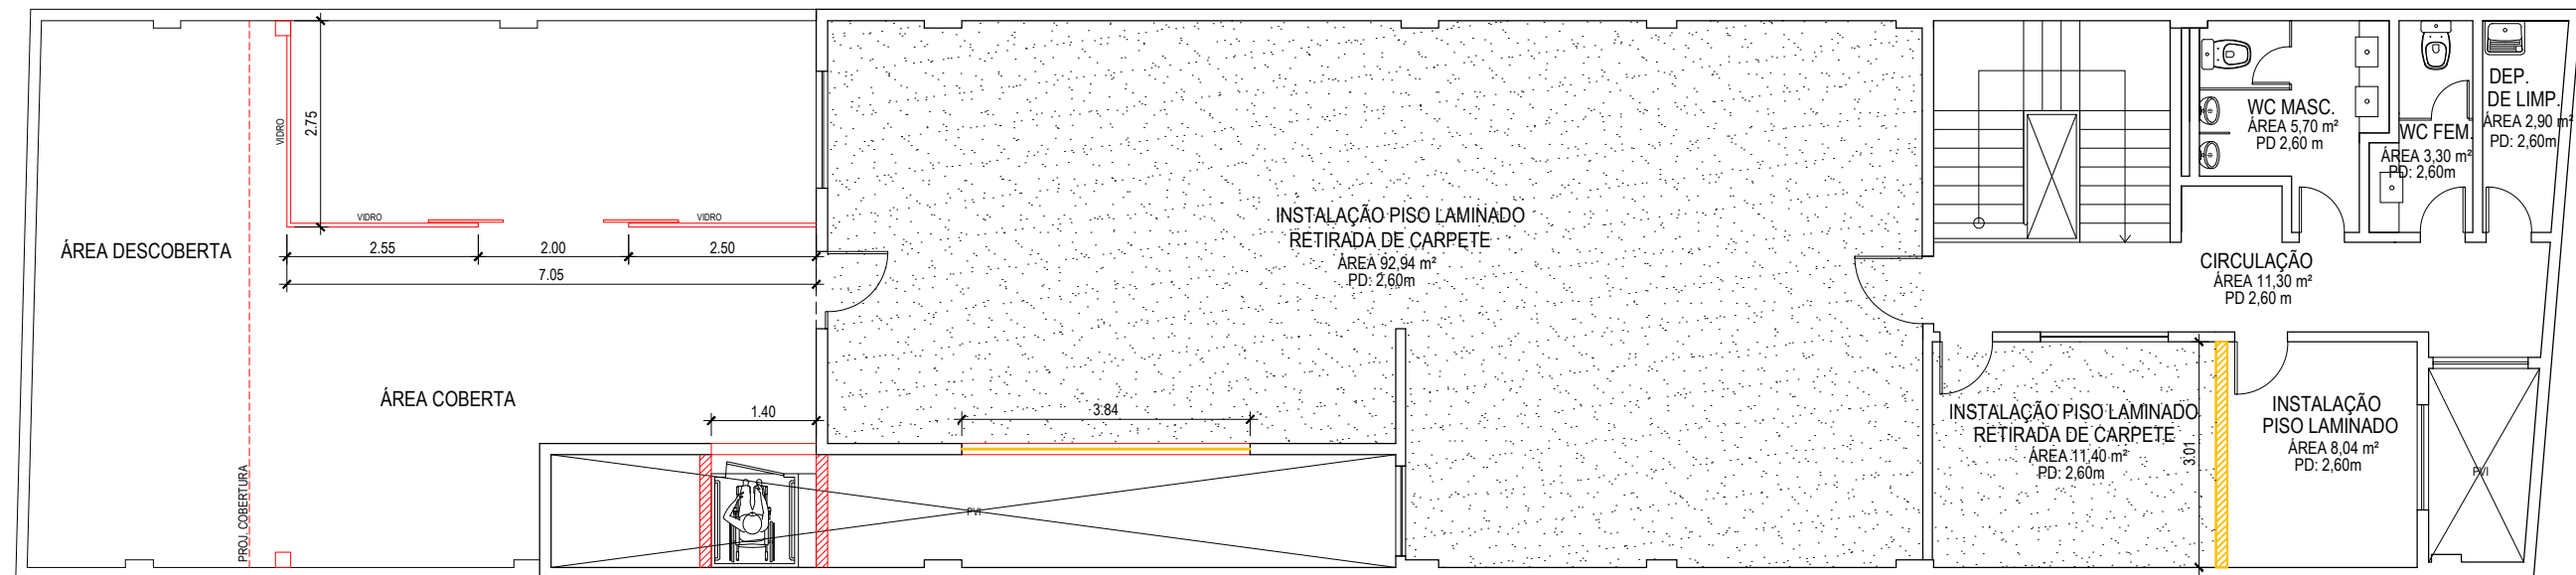 VIDRO
2.75
VIDRO
VIDRO
ÁREA DESCOBERTA
2.55
2.00
2.50
7.05
ÁREA COBERTA
PROJ. COBERTURA
1.40
3.84
PVI
INSTALAÇÃO PISO LAMINADO
RETIRADA DE CARPETE
ÁREA 92,94 m²
PD: 2,60m
WC MASC.
ÁREA 5,70 m²
PD 2,60 m
WC FEM.
ÁREA 3,30 m²
PD: 2,60m
DEP.
DE LIMP.
ÁREA 2,90 m²
PD: 2,60m
CIRCULAÇÃO
ÁREA 11,30 m²
PD 2,60 m
INSTALAÇÃO PISO LAMINADO
RETIRADA DE CARPETE
ÁREA 11,40 m²
PD: 2,60m
3.01
INSTALAÇÃO
PISO LAMINADO
ÁREA 8,04 m²
PD: 2,60m
PVI